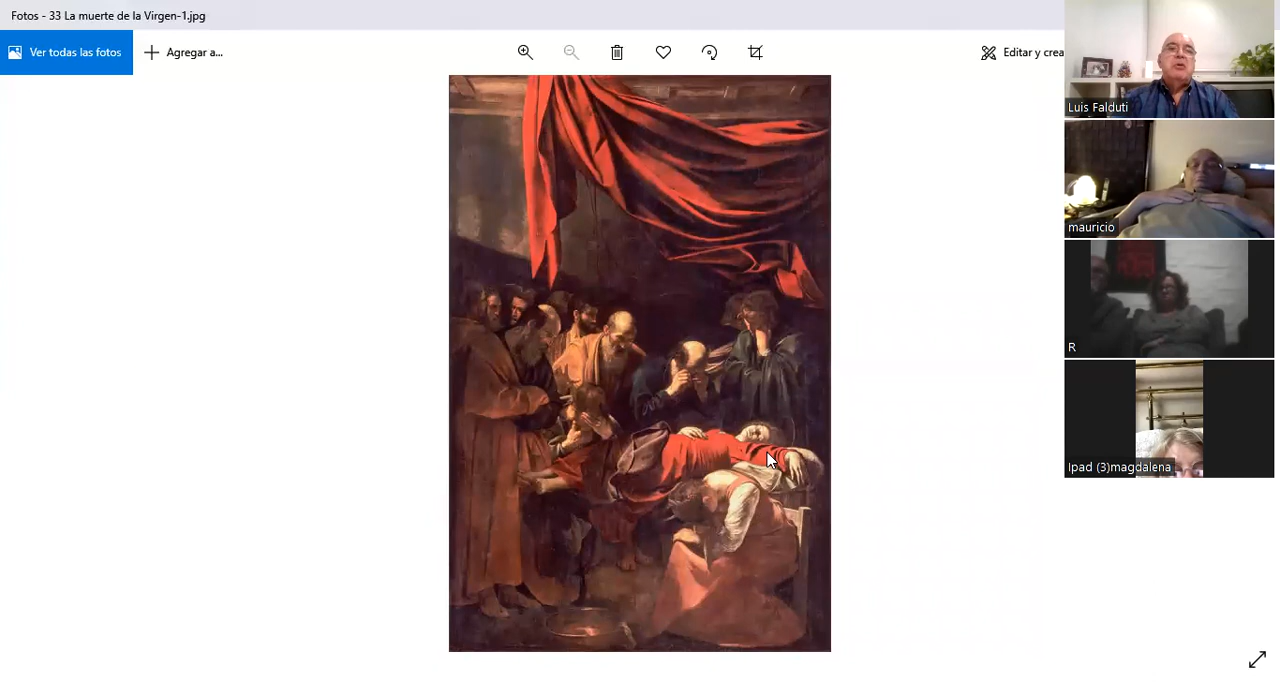 Fotos - 33 La muerte de la Virgen-1.jpg
Ver todas las fotos
Agregar a...
Editar y crea
Luis Falduti
mauricio
R
Ipad (3)magdalena